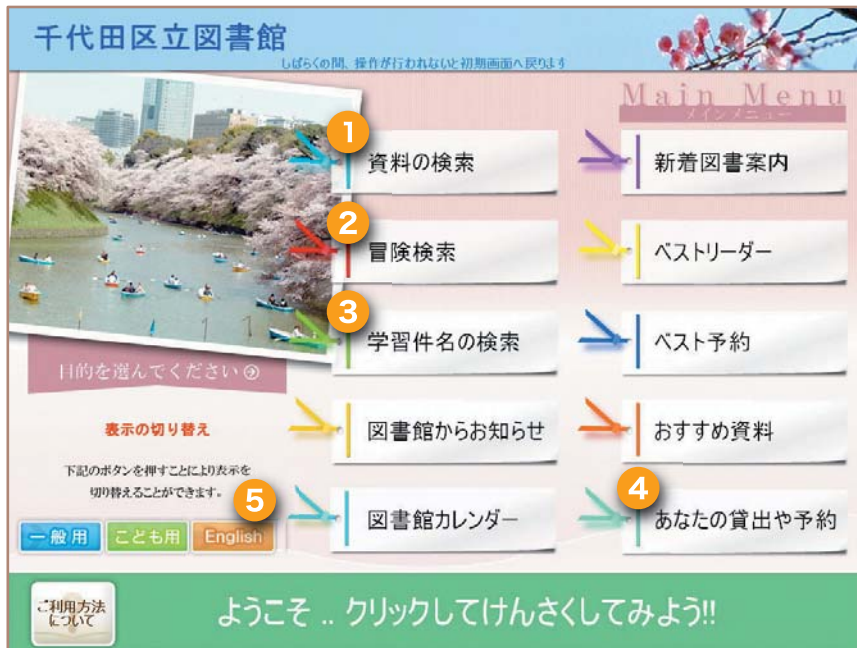 千代田区立図書館
しばらくの間、操作が行われないと初期画面へ戻ります
Main Menu
メインメニュー
1
資料の検索
新着図書案内
2
冒険検索
ベストリーダー
3
学習件名の検索
ベスト予約
目的を選んでください
表示の切り替え
図書館からお知らせ
おすすめ資料
下記のボタンを押すことにより表示を
切り替えることができます。
5
4
図書館カレンダー
あなたの貸出や予約
一般用 こども用 English
ご利用方法
について
ようこそ .. クリックしてけんさくしてみよう!!